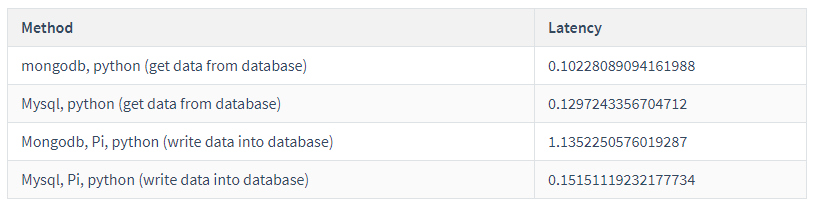 Method Latency
mongodb, python (get data from database) 0.10228089094161988
Mysql, python (get data from database) 0.1297243356704712
Mongodb, Pi, python (write data into database) 1.1352250576019287
Mysql, Pi, python (write data into database) 0.15151119232177734